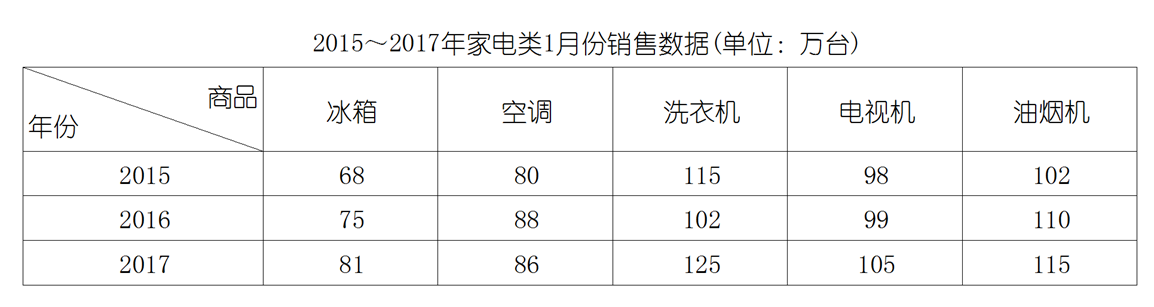 2015～2017年家电类1月份销售数据(单位：万台)
商品
年份 冰箱 空调 洗衣机 电视机 油烟机
2015 68 80 115 98 102
2016 75 88 102 99 110
2017 81 86 125 105 115